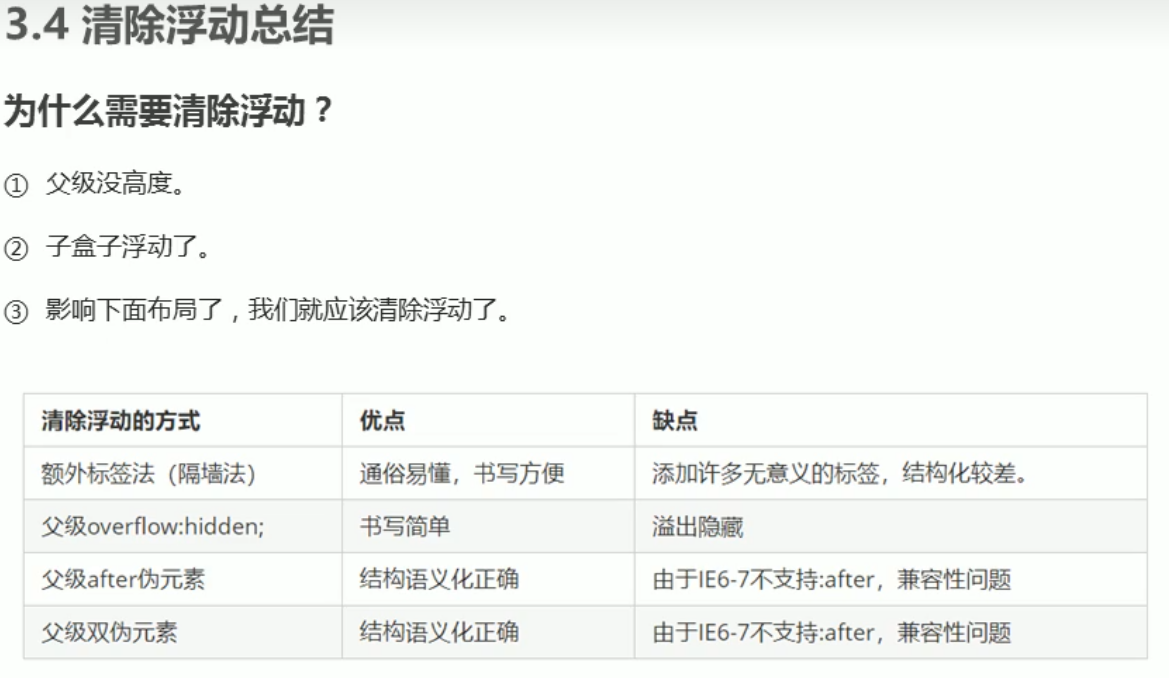 3.4 清除浮动总结
为什么需要清除浮动？
① 父级没高度。
② 子盒子浮动了。
③ 影响下面布局了，我们就应该清除浮动了。
清除浮动的方式 优点 缺点
额外标签法（隔墙法） 通俗易懂，书写方便 添加许多无意义的标签，结构化较差。
父级overflow:hidden; 书写简单 溢出隐藏
父级after伪元素 结构语义化正确 由于IE6-7不支持:after，兼容性问题
父级双伪元素 结构语义化正确 由于IE6-7不支持:after，兼容性问题